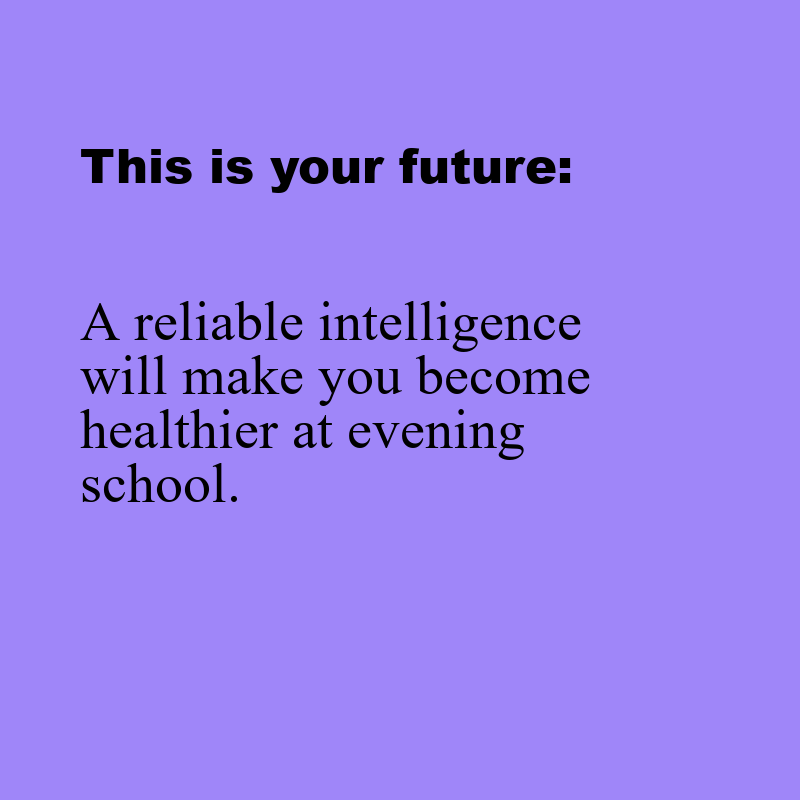 This is your future:
A reliable intelligence
will make you become
healthier at evening
school.